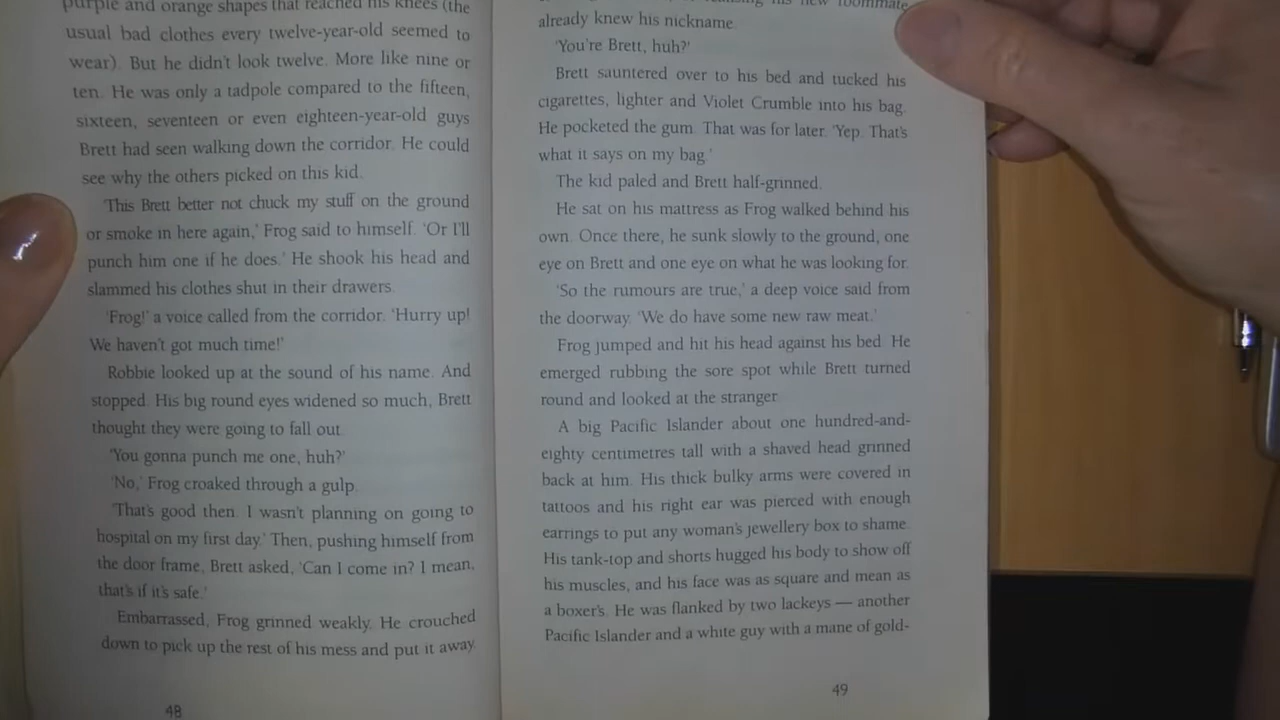 purple and orange shapes that reached his knees (the
usual bad clothes every twelve-year-old seemed to
wear). But he didn't look twelve. More like nine or
ten. He was only a tadpole compared to the fifteen,
sixteen, seventeen or even eighteen-year-old guys
Brett had seen walking down the corridor. He could
see why the others picked on this kid.
'This Brett better not chuck my stuff on the ground
or smoke in here again,' Frog said to himself. 'Or I'll
punch him one if he does.' He shook his head and
slammed his clothes shut in their drawers.
'Frog!' a voice called from the corridor. 'Hurry up!
We haven't got much time!'
Robbie looked up at the sound of his name. And
stopped. His big round eyes widened so much, Brett
thought they were going to fall out.
'You gonna punch me one, huh?'
'No,' Frog croaked through a gulp.
'That's good then. I wasn't planning on going to
hospital on my first day.' Then, pushing himself from
the door frame, Brett asked, 'Can I come in? I mean,
that's if it's safe.'
Embarrassed, Frog grinned weakly. He crouched
down to pick up the rest of his mess and put it away
48
his new roommate
already knew his nickname.
'You're Brett, huh?'
Brett sauntered over to his bed and tucked his
cigarettes, lighter and Violet Crumble into his bag.
He pocketed the gum. That was for later. 'Yep. That's
what it says on my bag.'
The kid paled and Brett half-grinned.
He sat on his mattress as Frog walked behind his
own. Once there, he sunk slowly to the ground, one
eye on Brett and one eye on what he was looking for.
'So the rumours are true,' a deep voice said from
the doorway. 'We do have some new raw meat.'
Frog jumped and hit his head against his bed. He
emerged rubbing the sore spot while Brett turned
round and looked at the stranger.
A big Pacific Islander about one hundred-and-
eighty centimetres tall with a shaved head grinned
back at him. His thick bulky arms were covered in
tattoos and his right ear was pierced with enough
earrings to put any woman's jewellery box to shame.
His tank-top and shorts hugged his body to show off
his muscles, and his face was as square and mean as
a boxer's. He was flanked by two lackeys — another
Pacific Islander and a white guy with a mane of gold-
49